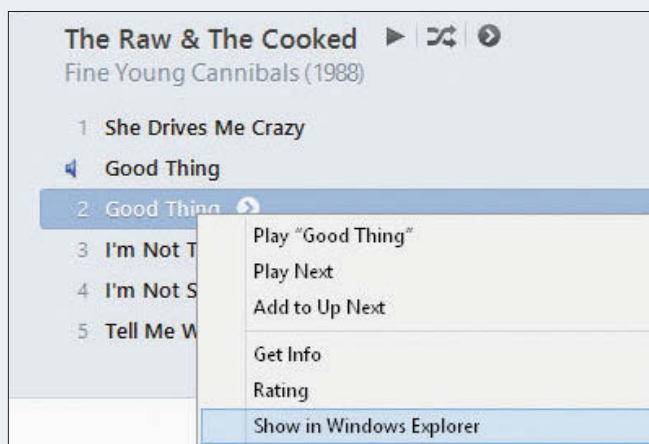 The Raw & The Cooked
Fine Young Cannibals (1988)
1 She Drives Me Crazy
Good Thing
2 Good Thing
3 I'm Not T
4 I'm Not S
5 Tell Me W
Play “Good Thing”
Play Next
Add to Up Next
Get Info
Rating
Show in Windows Explorer